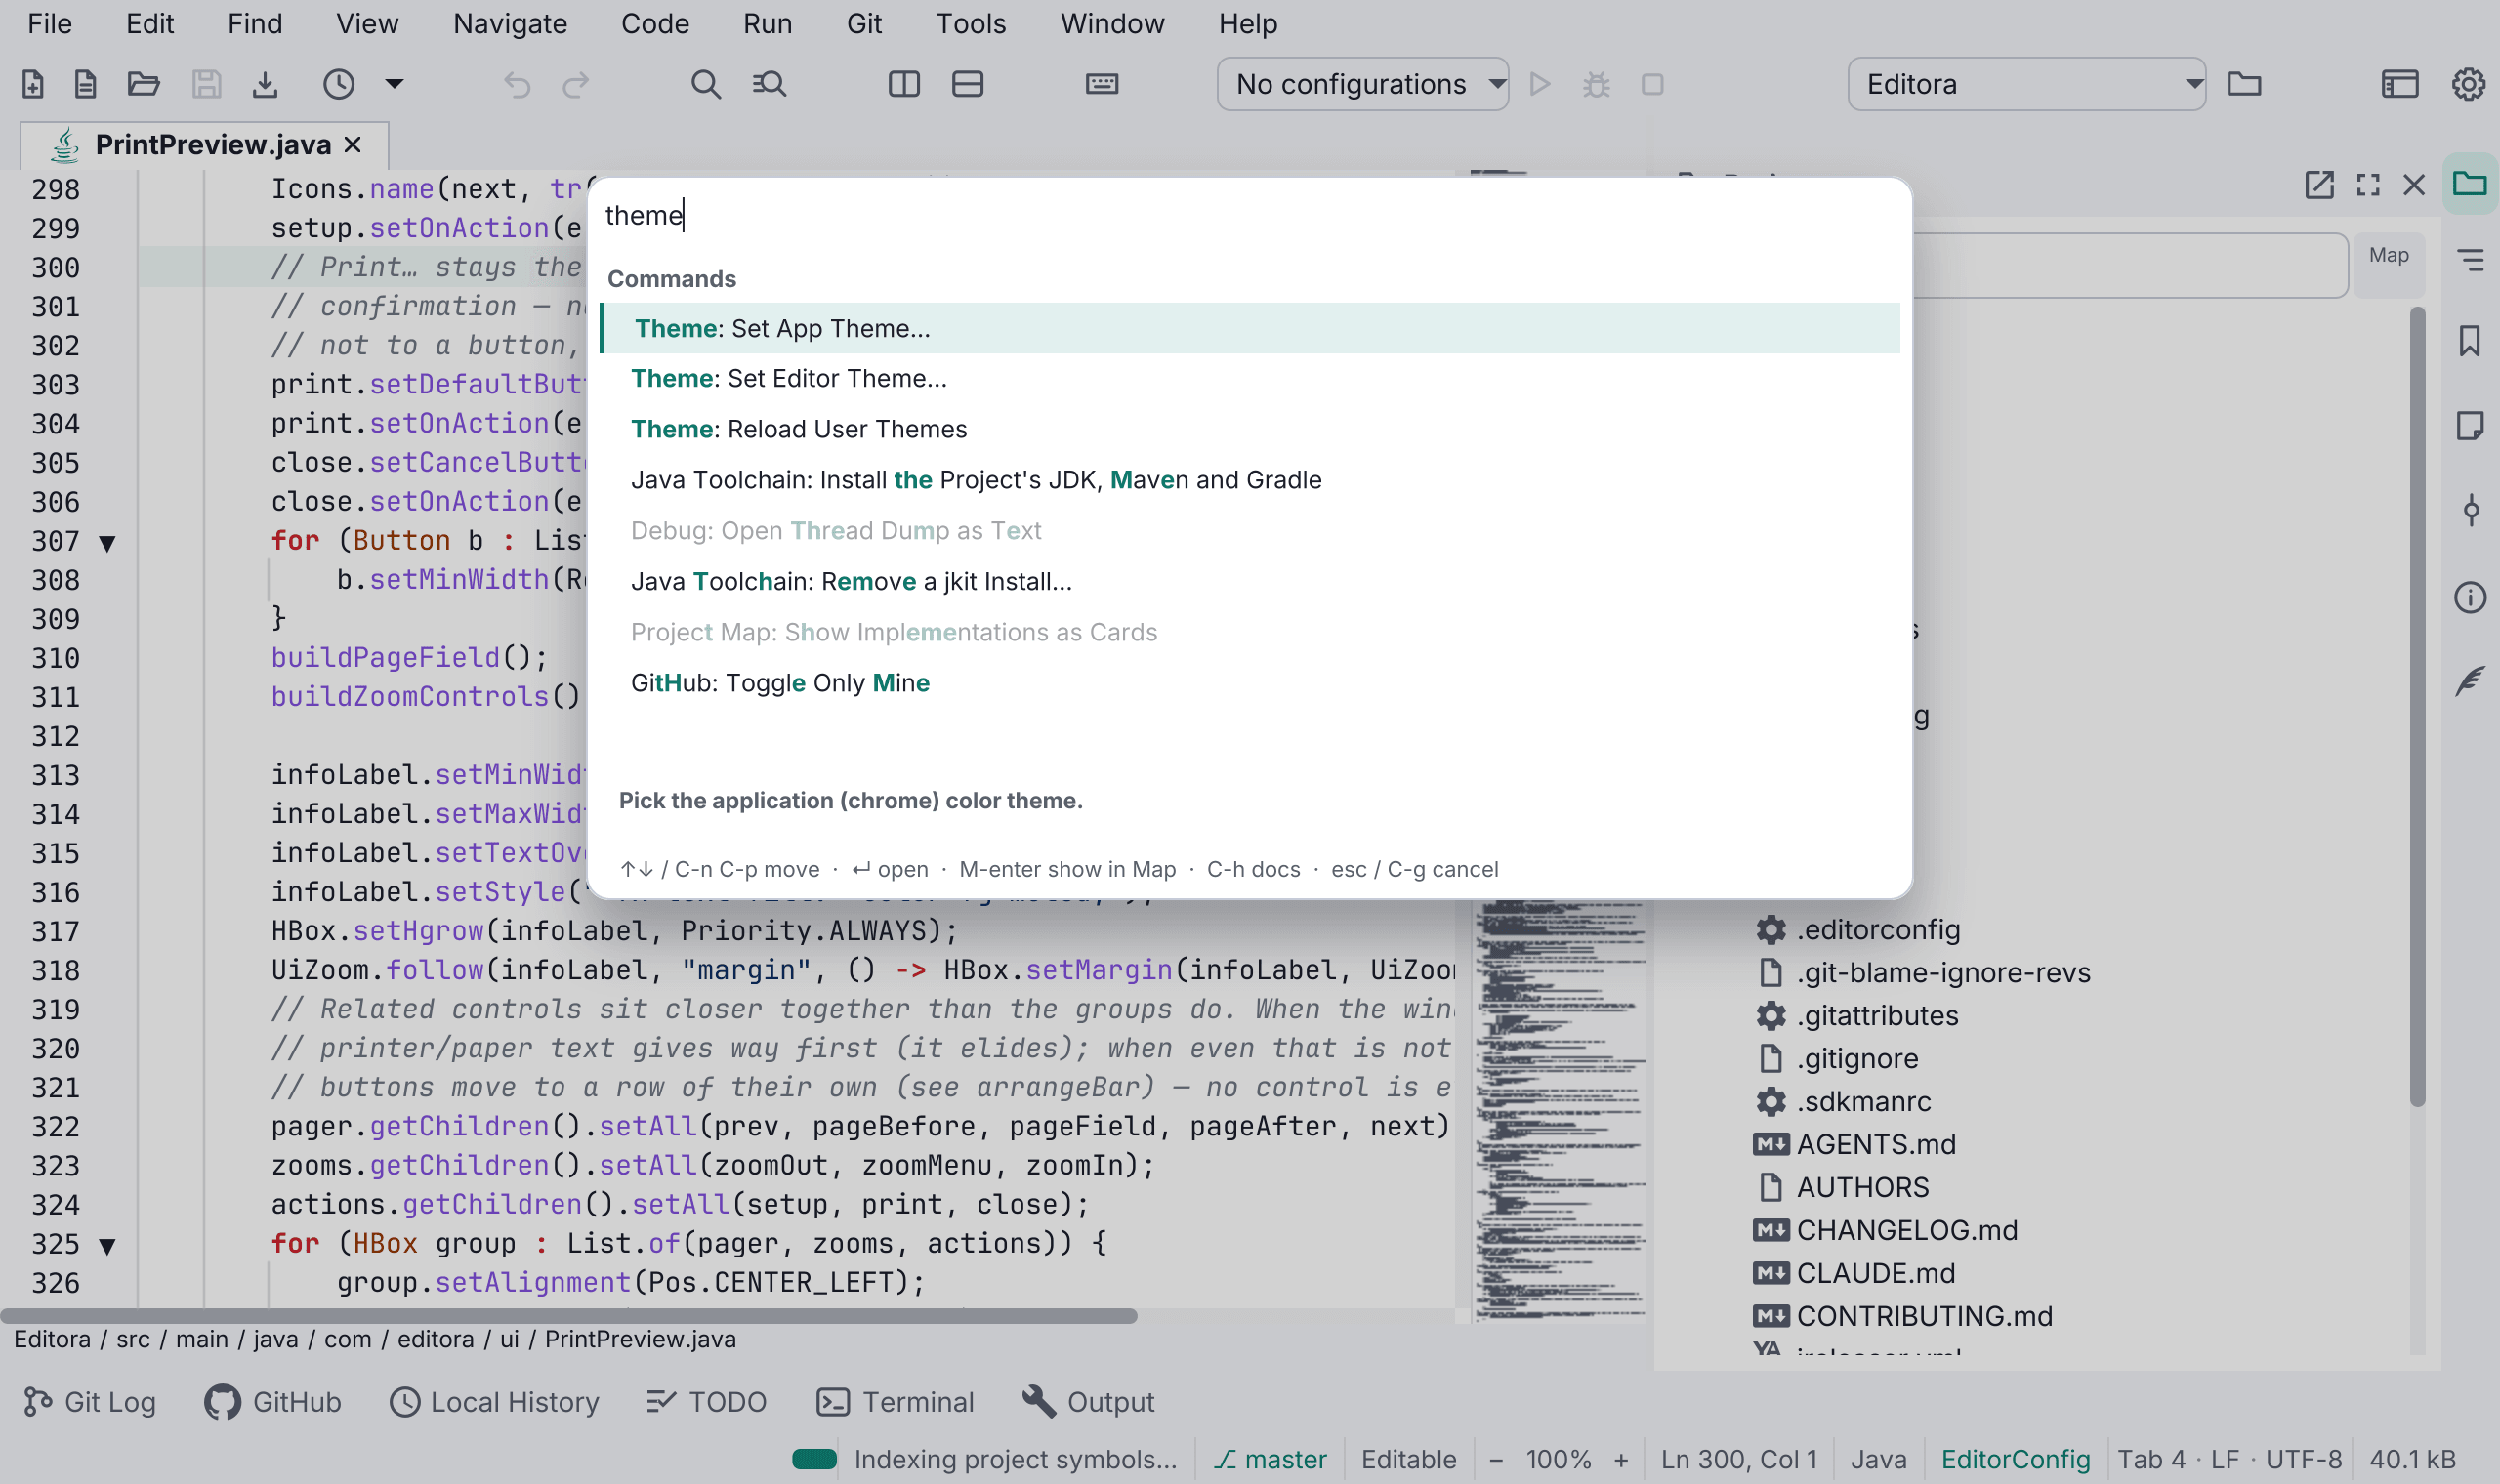 File Edit View Navigate Code Run Git Tools Window Help
No configurations Editora
PrintPreview.java
298 Icons.name(next, tr(
299 setup.setOnAction(e
300 // Print… stays the
301 // confirmation — n
302 // not to a button,
303 print.setDefaultBut
304 print.setOnAction(e
305 close.setCancelButt
306 close.setOnAction(e
307 for (Button b : Lis
308 b.setMinWidth(R
309 }
310 buildPageField();
311 buildZoomControls()
312
313 infoLabel.setMinWid
314 infoLabel.setMaxWid
315 infoLabel.setTextOv
316 infoLabel.setStyle(
317 HBox.setHgrow(infoLabel, Priority.ALWAYS);
318 UiZoom.follow(infoLabel, "margin", () -> HBox.setMargin(infoLabel, UiZoo
319 // Related controls sit closer together than the groups do. When the win
320 // printer/paper text gives way first (it elides); when even that is not
321 // buttons move to a row of their own (see arrangeBar) — no control is e
322 pager.getChildren().setAll(prev, pageBefore, pageField, pageAfter, next)
323 zooms.getChildren().setAll(zoomOut, zoomMenu, zoomIn);
324 actions.getChildren().setAll(setup, print, close);
325 for (HBox group : List.of(pager, zooms, actions)) {
326 group.setAlignment(Pos.CENTER_LEFT);
theme
Commands
Theme: Set App Theme…
Theme: Set Editor Theme…
Theme: Reload User Themes
Java Toolchain: Install the Project's JDK, Maven and Gradle
Debug: Open Thread Dump as Text
Java Toolchain: Remove a jkit Install…
Project Map: Show Implementations as Cards
GitHub: Toggle Only Mine
Pick the application (chrome) color theme.
↑↓ / C-n C-p move · ↵ open · M-enter show in Map · C-h docs · esc / C-g cancel
Map
s
g
.editorconfig
.git-blame-ignore-revs
.gitattributes
.gitignore
.sdkmanrc
M↓ AGENTS.md
AUTHORS
M↓ CHANGELOG.md
M↓ CLAUDE.md
M↓ CONTRIBUTING.md
Editora / src / main / java / com / editora / ui / PrintPreview.java
Git Log GitHub Local History TODO Terminal Output
Indexing project symbols… master Editable − 100% + Ln 300, Col 1 Java EditorConfig Tab 4 · LF · UTF-8 40.1 kB